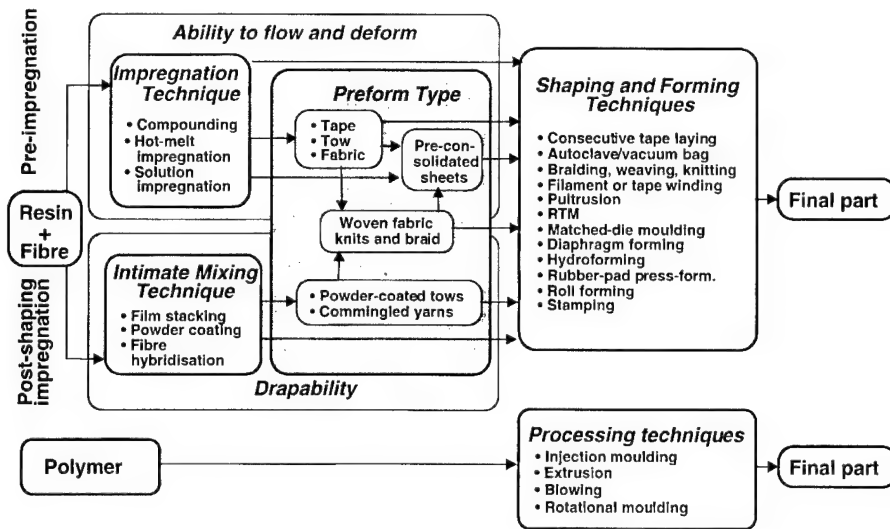 Ability to flow and deform
Pre-impregnation
Impregnation
Technique
• Compounding
• Hot-melt
impregnation
• Solution
impregnation
Preform Type
• Tape
• Tow
• Fabric
Pre-con-
solidated
sheets
Woven fabric
knits and braid
• Powder-coated tows
• Commingled yarns
Resin
+
Fibre
Post-shaping
impregnation
Intimate Mixing
Technique
• Film stacking
• Powder coating
• Fibre
hybridisation
Drapability
Shaping and Forming
Techniques
• Consecutive tape laying
• Autoclave/vacuum bag
• Braiding, weaving, knitting
• Filament or tape winding
• Pultrusion
• RTM
• Matched-die moulding
• Diaphragm forming
• Hydroforming
• Rubber-pad press-form.
• Roll forming
• Stamping
Final part
Polymer
Processing techniques
• Injection moulding
• Extrusion
• Blowing
• Rotational moulding
Final part